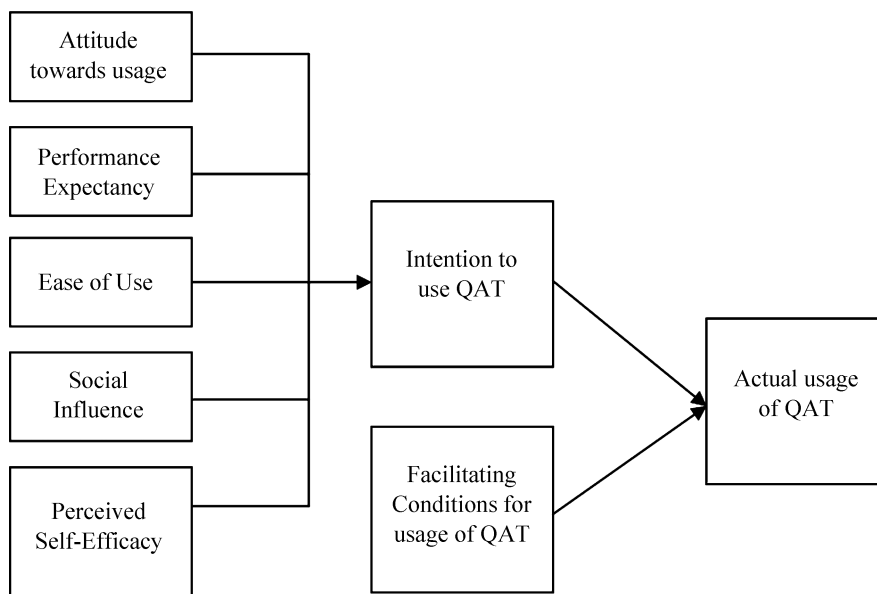 Attitude
towards usage
Performance
Expectancy
Ease of Use
Social
Influence
Perceived
Self-Efficacy
Intention to
use QAT
Facilitating
Conditions for
usage of QAT
Actual usage
of QAT